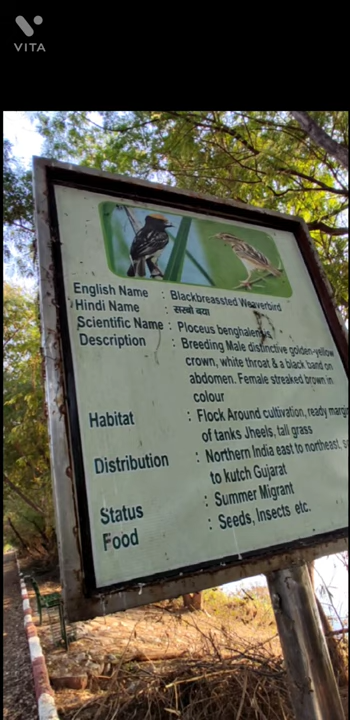 VITA
English Name : Blackbreassted Weaverbird
Hindi Name : सरबो बया
Scientific Name : Ploceus benghalensis
Description : Breeding Male distinctive golden-yellow
crown, white throat & a black band on
abdomen. Female streaked brown in
colour
Habitat : Flock Around cultivation, ready margin
of tanks Jheels, tall grass
Distribution : Northern India east to northeast,
to kutch Gujarat
Status : Summer Migrant
Food : Seeds, Insects etc.